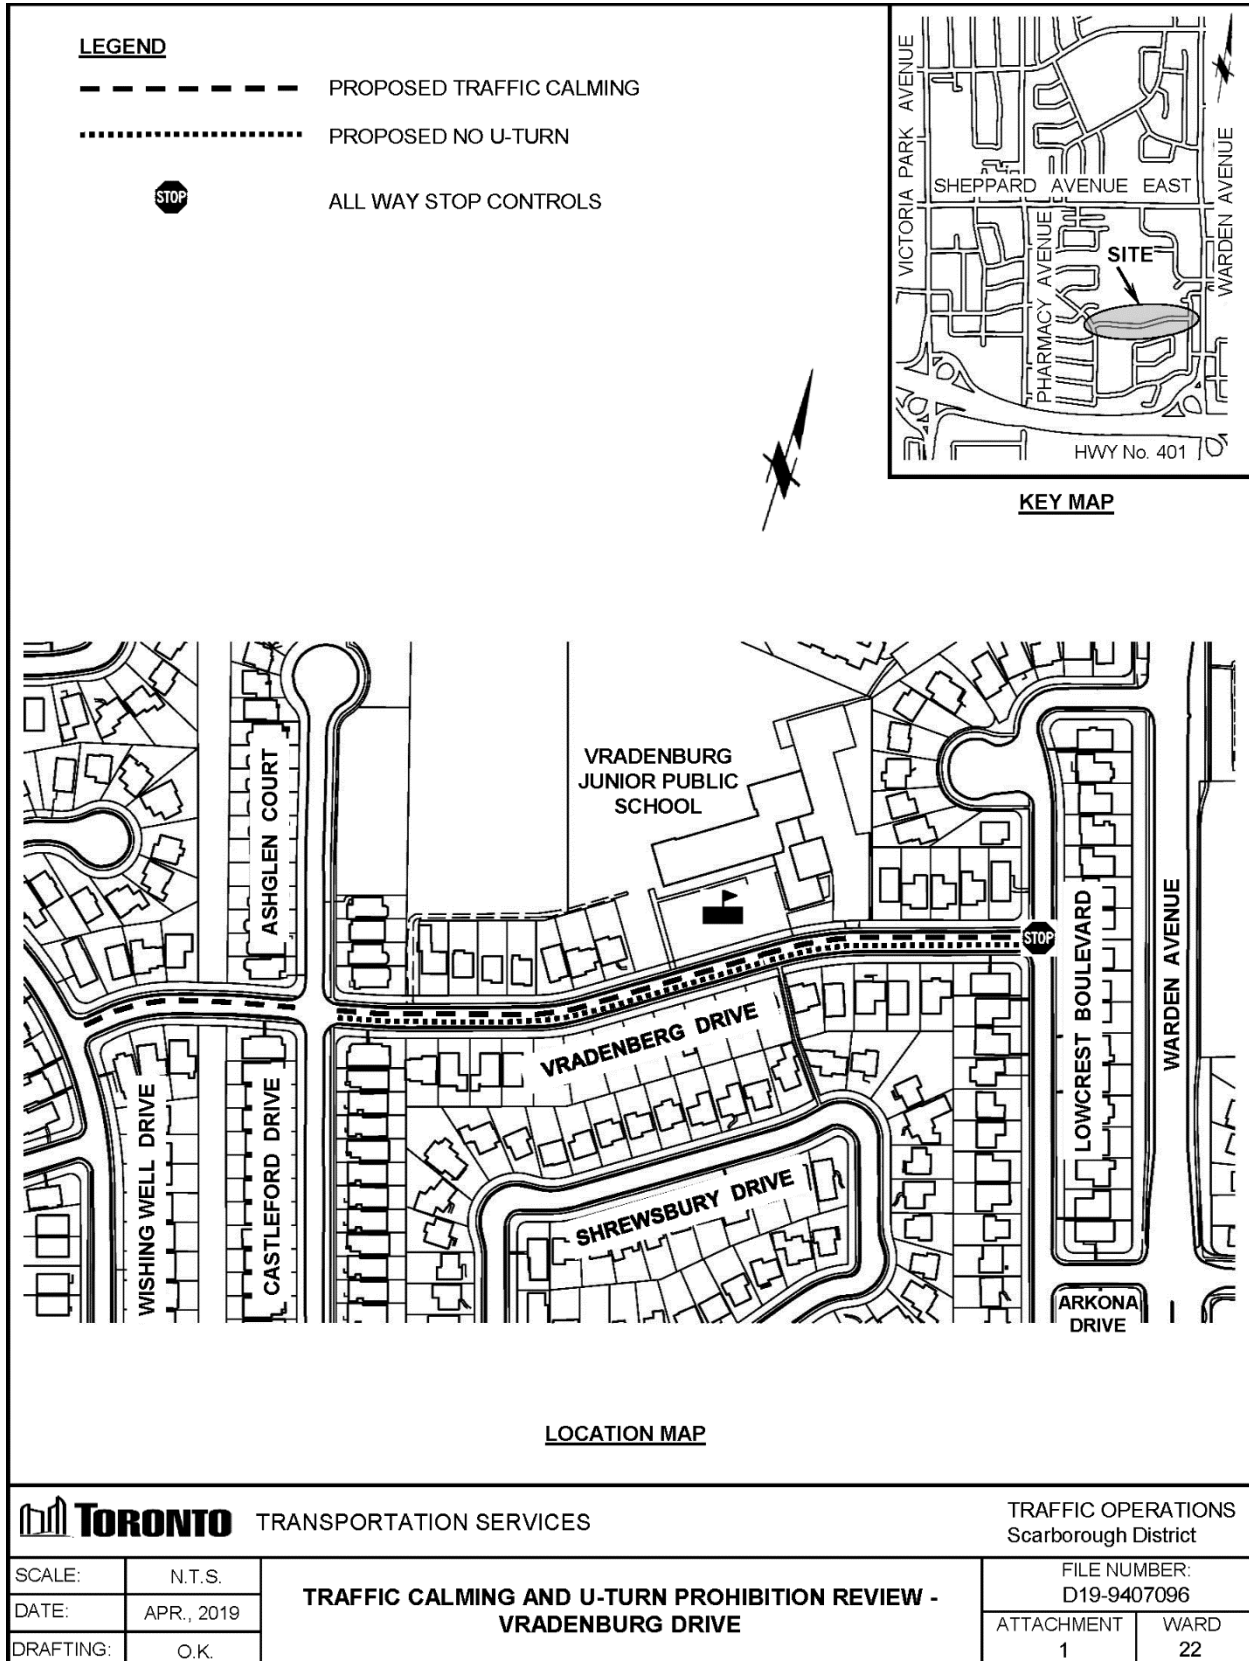 LEGEND
PROPOSED TRAFFIC CALMING
PROPOSED NO U-TURN
STOP
ALL WAY STOP CONTROLS
VICTORIA PARK AVENUE
SHEPPARD AVENUE EAST
PHARMACY AVENUE
WARDEN AVENUE
SITE
HWY No. 401
KEY MAP
VRADENBURG
JUNIOR PUBLIC
SCHOOL
ASHGLEN COURT
STOP
LOWCREST BOULEVARD
WARDEN AVENUE
VRADENBERG DRIVE
WISHING WELL DRIVE
CASTLEFORD DRIVE
SHREWSBURY DRIVE
ARKONA
DRIVE
LOCATION MAP
TORONTO TRANSPORTATION SERVICES
TRAFFIC OPERATIONS
Scarborough District
SCALE: N.T.S.
DATE: APR., 2019
DRAFTING: O.K.
TRAFFIC CALMING AND U-TURN PROHIBITION REVIEW -
VRADENBURG DRIVE
FILE NUMBER:
D19-9407096
ATTACHMENT
1
WARD
22